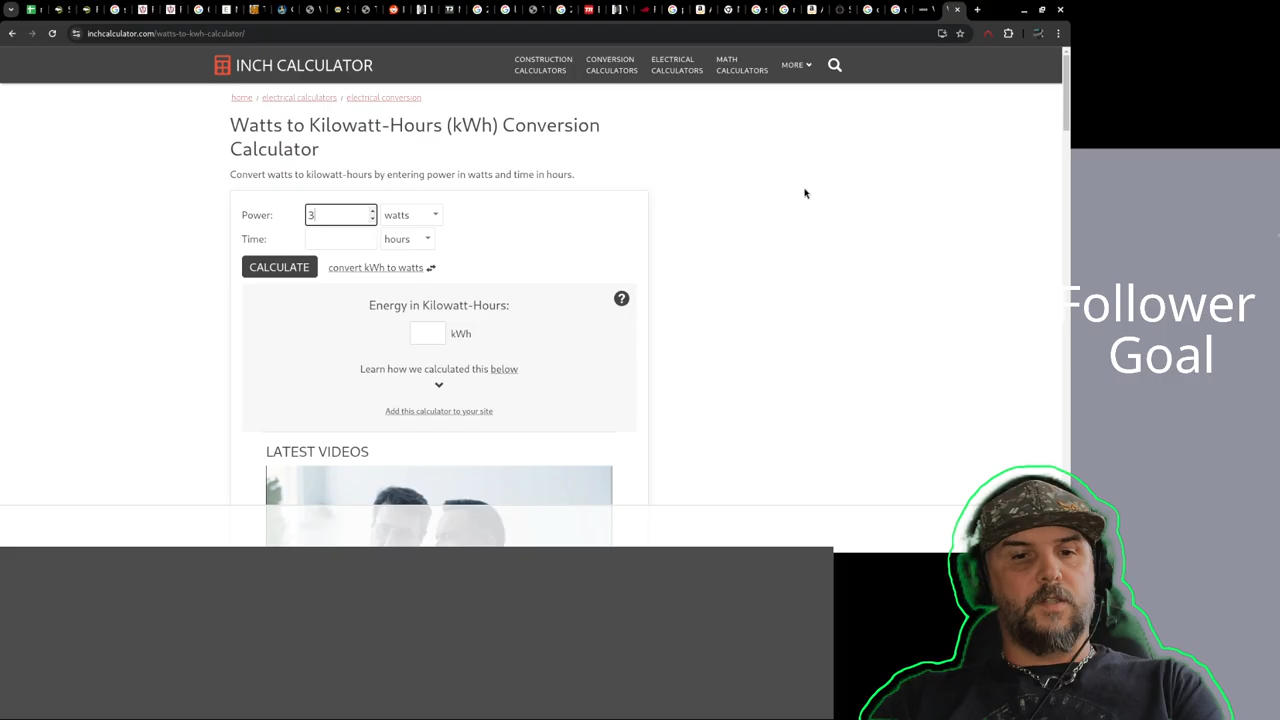 inchcalculator.com/watts-to-kwh-calculator/
INCH CALCULATOR
CONSTRUCTION CALCULATORS
CONVERSION CALCULATORS
ELECTRICAL CALCULATORS
MATH CALCULATORS
MORE
home / electrical calculators / electrical conversion
Watts to Kilowatt-Hours (kWh) Conversion
Calculator
Convert watts to kilowatt-hours by entering power in watts and time in hours.
Power: 3 watts
Time: hours
CALCULATE convert kWh to watts
Energy in Kilowatt-Hours:
?
kWh
Learn how we calculated this below
Add this calculator to your site
LATEST VIDEOS
Follower
Goal